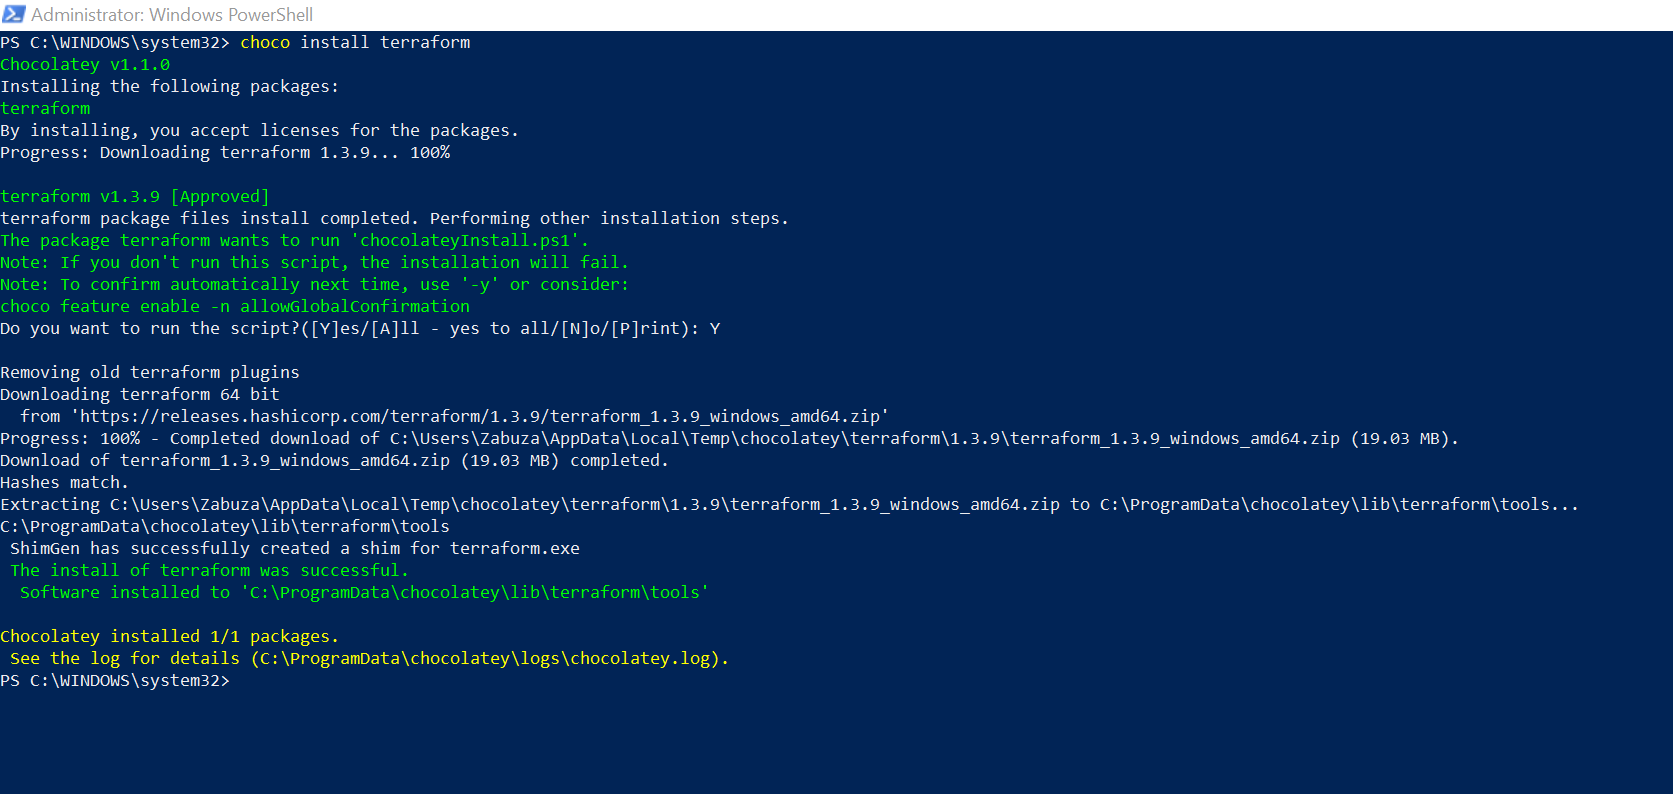 Administrator: Windows PowerShell
PS C:\WINDOWS\system32> choco install terraform
Chocolatey v1.1.0
Installing the following packages:
terraform
By installing, you accept licenses for the packages.
Progress: Downloading terraform 1.3.9... 100%
terraform v1.3.9 [Approved]
terraform package files install completed. Performing other installation steps.
The package terraform wants to run 'chocolateyInstall.ps1'.
Note: If you don't run this script, the installation will fail.
Note: To confirm automatically next time, use '-y' or consider:
choco feature enable -n allowGlobalConfirmation
Do you want to run the script?([Y]es/[A]ll - yes to all/[N]o/[P]rint): Y
Removing old terraform plugins
Downloading terraform 64 bit
  from 'https://releases.hashicorp.com/terraform/1.3.9/terraform_1.3.9_windows_amd64.zip'
Progress: 100% - Completed download of C:\Users\Zabuza\AppData\Local\Temp\chocolatey\terraform\1.3.9\terraform_1.3.9_windows_amd64.zip (19.03 MB).
Download of terraform_1.3.9_windows_amd64.zip (19.03 MB) completed.
Hashes match.
Extracting C:\Users\Zabuza\AppData\Local\Temp\chocolatey\terraform\1.3.9\terraform_1.3.9_windows_amd64.zip to C:\ProgramData\chocolatey\lib\terraform\tools...
C:\ProgramData\chocolatey\lib\terraform\tools
 ShimGen has successfully created a shim for terraform.exe
 The install of terraform was successful.
  Software installed to 'C:\ProgramData\chocolatey\lib\terraform\tools'
Chocolatey installed 1/1 packages.
 See the log for details (C:\ProgramData\chocolatey\logs\chocolatey.log).
PS C:\WINDOWS\system32>